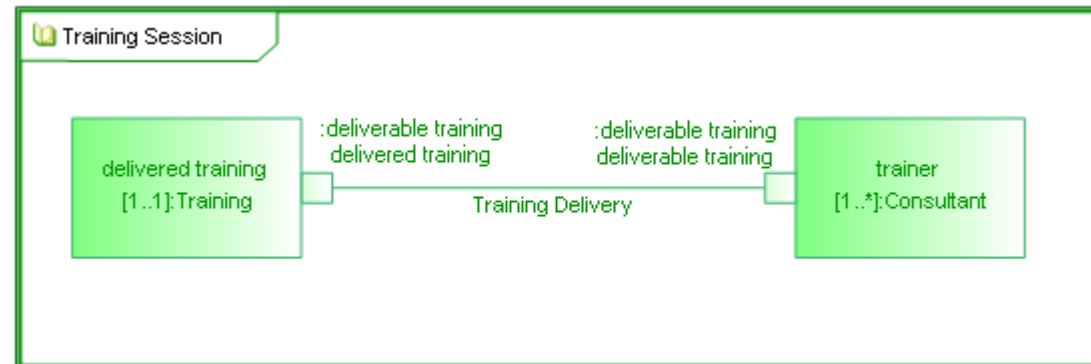 Training Session
:deliverable training
delivered training
:deliverable training
deliverable training
delivered training
[1..1]:Training
Training Delivery
trainer
[1..*]:Consultant